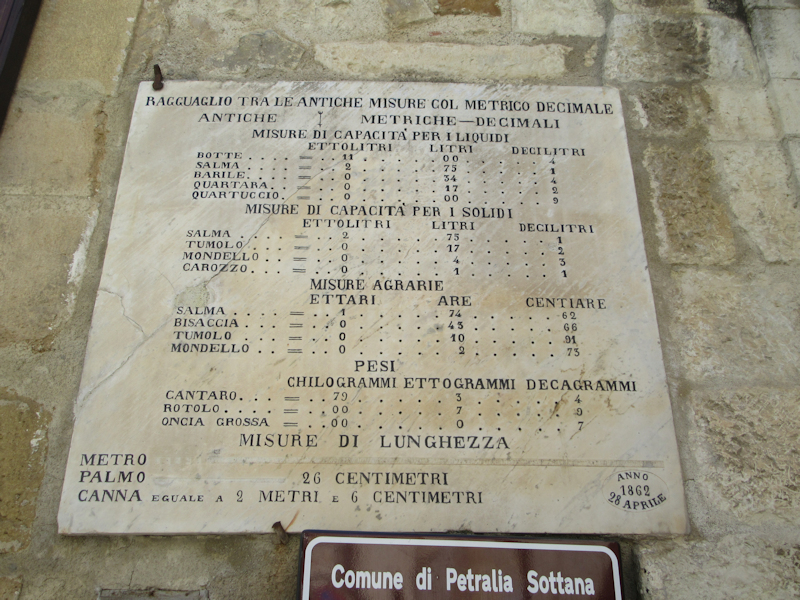 RAGGUAGLIO TRA LE ANTICHE MISURE COL METRICO DECIMALE
ANTICHE METRICHE—DECIMALI
MISURE DI CAPACITÀ PER I LIQUIDI
ETTOLITRI LITRI DECILITRI
BOTTE.....=...11.......00.......4
SALMA.....=...2.......75.......1
BARILE....=...0.......34.......4
QUARTARA..=...0.......17.......2
QUARTUCCIO.=...0.......00.......9
MISURE DI CAPACITÀ PER I SOLIDI
ETTOLITRI LITRI DECILITRI
SALMA.....=...2.......75.......1
TUMOLO....=...0.......17.......2
MONDELLO..=...0.......4.......3
CAROZZO...=...0.......1.......1
MISURE AGRARIE
ETTARI ARE CENTIARE
SALMA.....=...1.......74.......62
BISACCIA..=...0.......43.......66
TUMOLO....=...0.......10.......91
MONDELLO..=...0.......2.......73
PESI
CHILOGRAMMI ETTOGRAMMI DECAGRAMMI
CANTARO...=...79.......3.......4
ROTOLO....=...00.......7.......9
ONCIA GROSSA=...00.......0.......7
MISURE DI LUNGHEZZA
METRO
PALMO 26 CENTIMETRI
CANNA EGUALE A 2 METRI E 6 CENTIMETRI
ANNO
1862
28 APRILE
Comune di Petralia Sottana